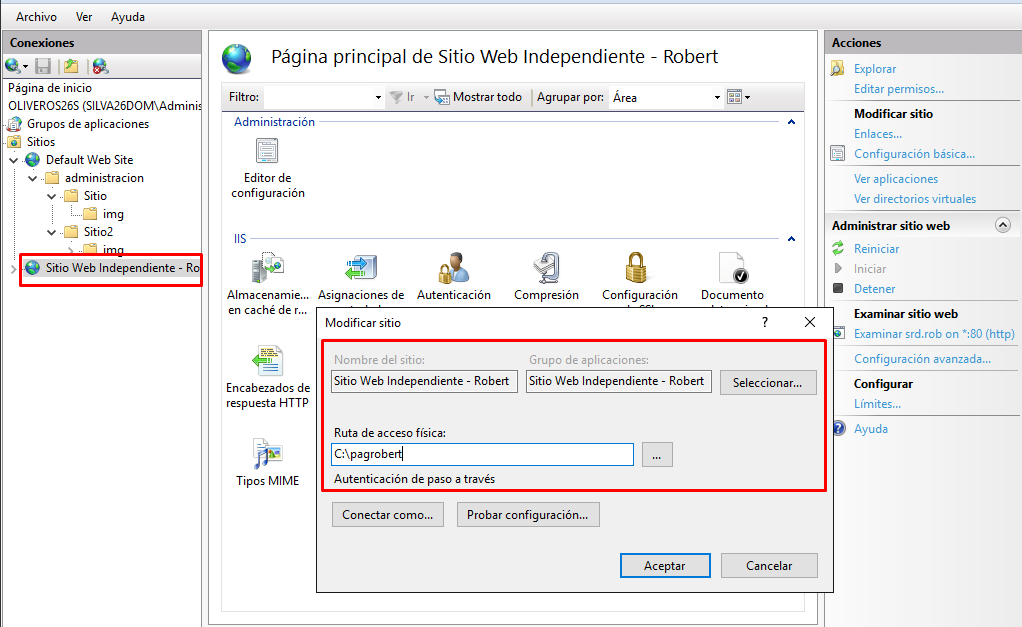 Archivo Ver Ayuda
Conexiones
Página de inicio
OLIVEROS26S (SILVA26DOM\Adminis
Grupos de aplicaciones
Sitios
Default Web Site
administracion
Sitio
img
Sitio2
img
Sitio Web Independiente - Ro
Página principal de Sitio Web Independiente - Robert
Filtro: Ir Mostrar todo Agrupar por: Área
Administración
Editor de
configuración
IIS
Almacenamie...
en caché de r...
Asignaciones de
Autenticación
Compresión
Configuración
Documento
Encabezados de
respuesta HTTP
Tipos MIME
Modificar sitio
?
Nombre del sitio: Grupo de aplicaciones:
Sitio Web Independiente - Robert Sitio Web Independiente - Robert Seleccionar...
Ruta de acceso física:
C:\pagrobert ...
Autenticación de paso a través
Conectar como... Probar configuración...
Aceptar Cancelar
Acciones
Explorar
Editar permisos...
Modificar sitio
Enlaces...
Configuración básica...
Ver aplicaciones
Ver directorios virtuales
Administrar sitio web
Reiniciar
Iniciar
Detener
Examinar sitio web
Examinar srd.rob on *:80 (http)
Configuración avanzada...
Configurar
Límites...
Ayuda